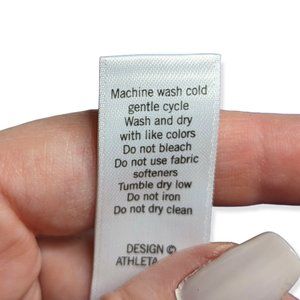 Machine wash cold
gentle cycle
Wash and dry
with like colors
Do not bleach
Do not use fabric
softeners
Tumble dry low
Do not iron
Do not dry clean
DESIGN ©
ATHLETA